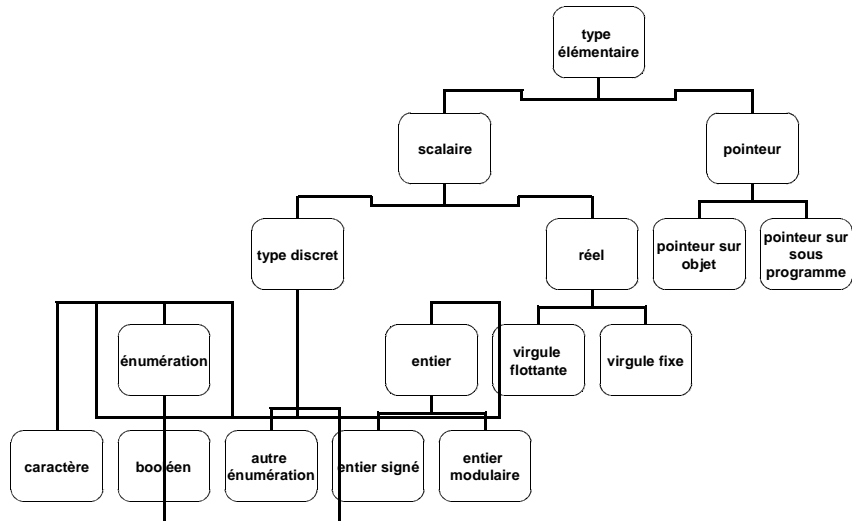 type
élémentaire
scalaire
pointeur
type discret
réel
pointeur sur
objet
pointeur sur
sous
programme
énumération
entier
virgule
flottante
virgule fixe
caractère
booléen
autre
énumération
entier signé
entier
modulaire